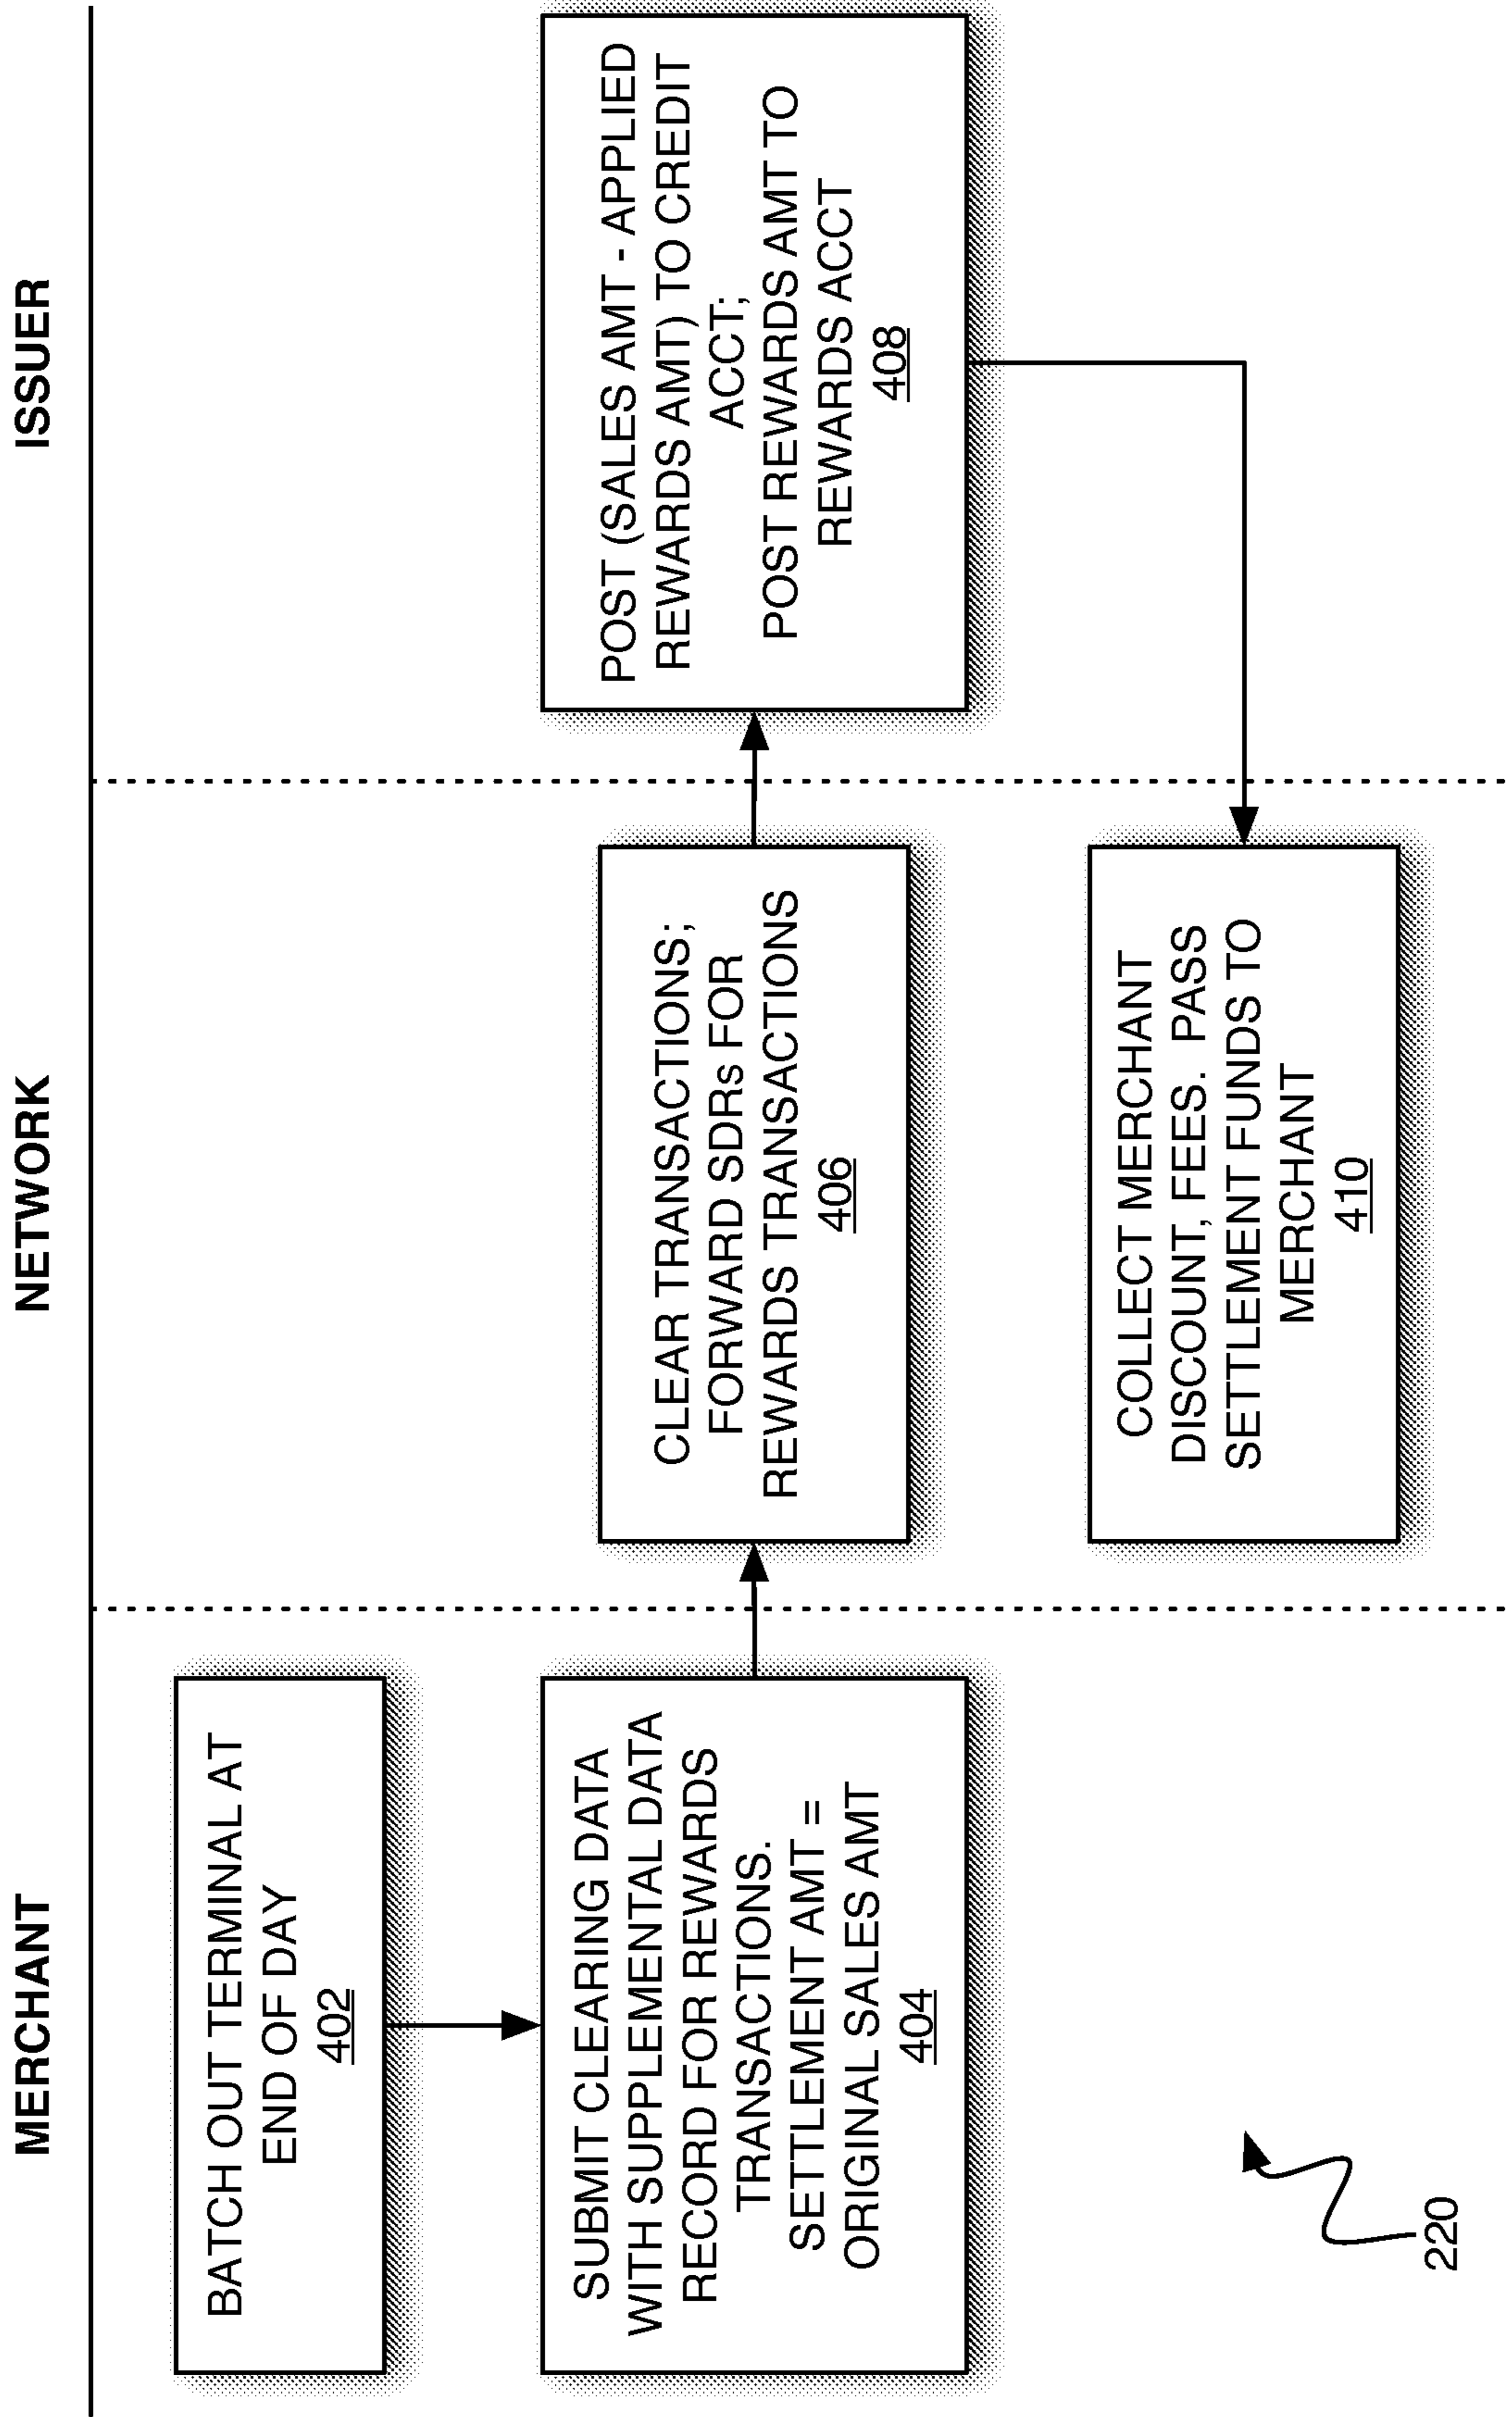 MERCHANT
NETWORK
ISSUER
BATCH OUT TERMINAL AT
END OF DAY
402
SUBMIT CLEARING DATA
WITH SUPPLEMENTAL DATA
RECORD FOR REWARDS
TRANSACTIONS.
SETTLEMENT AMT =
ORIGINAL SALES AMT
404
CLEAR TRANSACTIONS;
FORWARD SDRs FOR
REWARDS TRANSACTIONS
406
POST (SALES AMT - APPLIED
REWARDS AMT) TO CREDIT
ACCT;
POST REWARDS AMT TO
REWARDS ACCT
408
COLLECT MERCHANT
DISCOUNT, FEES. PASS
SETTLEMENT FUNDS TO
MERCHANT
410
220